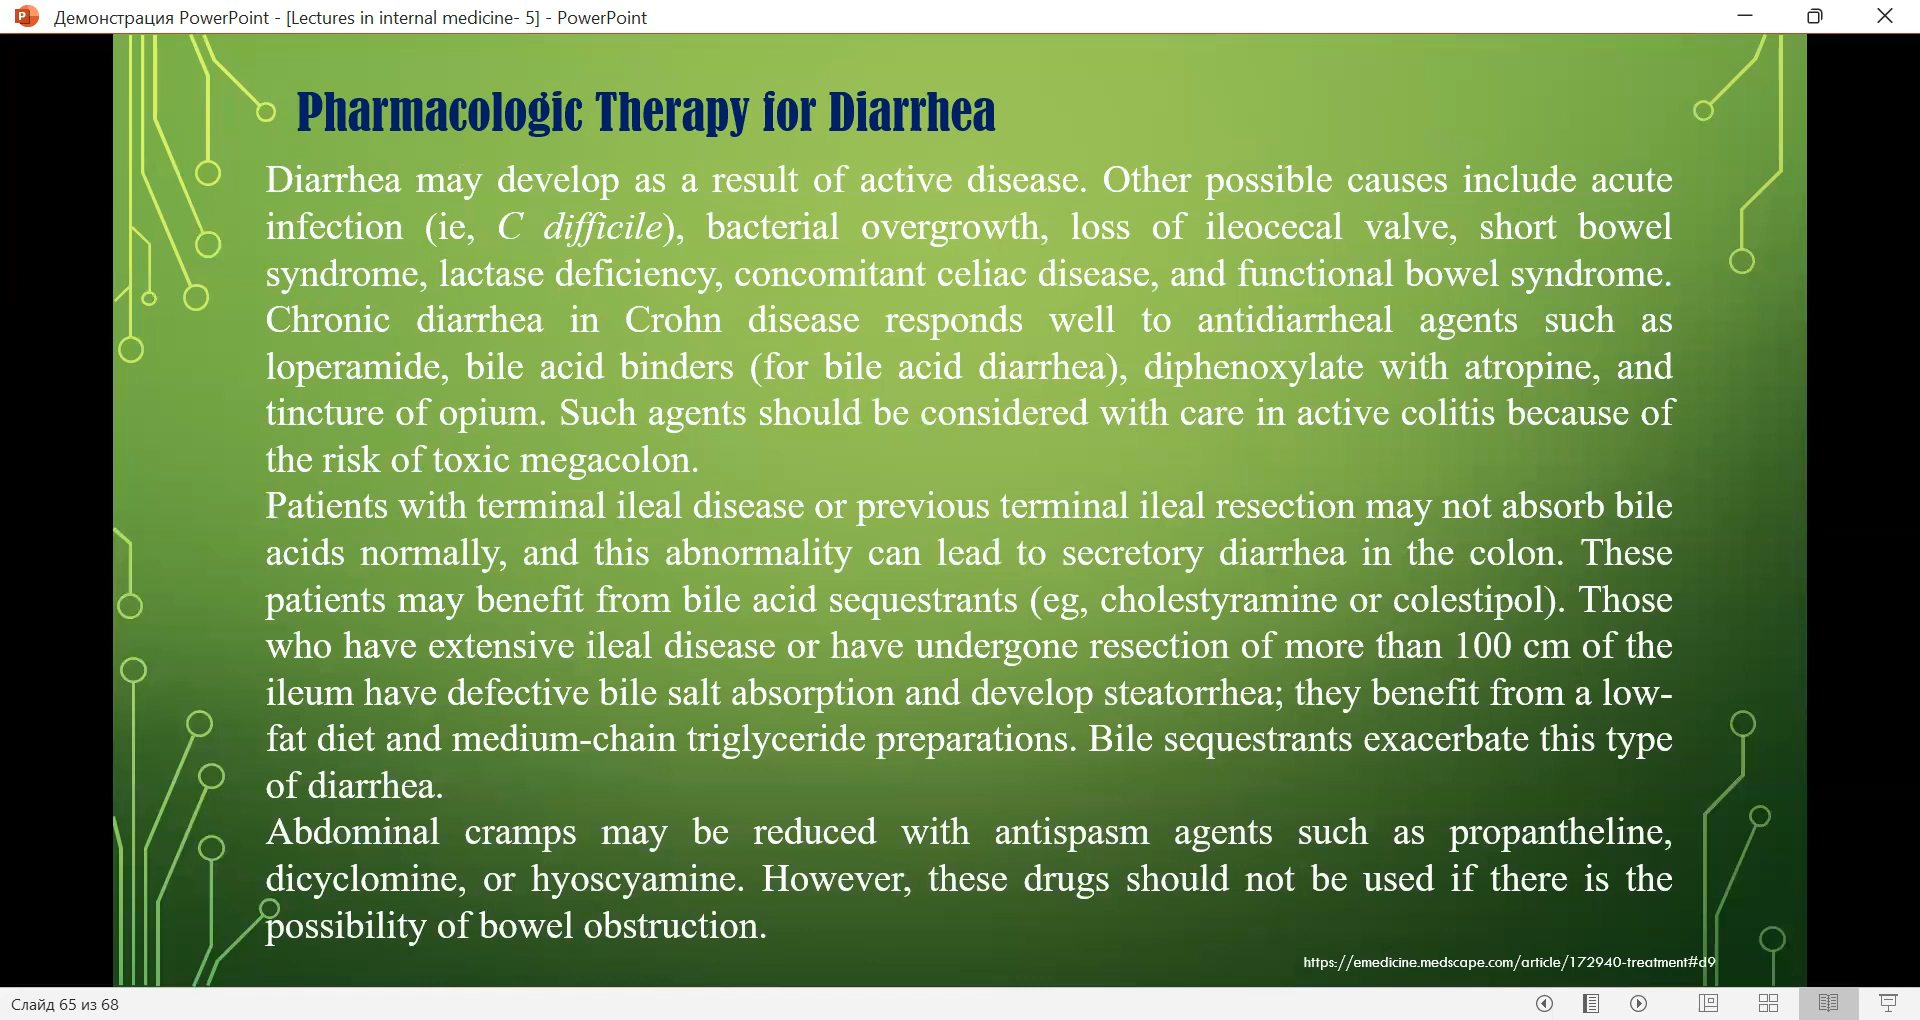 Демонстрация PowerPoint - [Lectures in internal medicine- 5] - PowerPoint
Pharmacologic Therapy for Diarrhea
Diarrhea may develop as a result of active disease. Other possible causes include acute
infection (ie, C difficile), bacterial overgrowth, loss of ileocecal valve, short bowel
syndrome, lactase deficiency, concomitant celiac disease, and functional bowel syndrome.
Chronic diarrhea in Crohn disease responds well to antidiarrheal agents such as
loperamide, bile acid binders (for bile acid diarrhea), diphenoxylate with atropine, and
tincture of opium. Such agents should be considered with care in active colitis because of
the risk of toxic megacolon.
Patients with terminal ileal disease or previous terminal ileal resection may not absorb bile
acids normally, and this abnormality can lead to secretory diarrhea in the colon. These
patients may benefit from bile acid sequestrants (eg, cholestyramine or colestipol). Those
who have extensive ileal disease or have undergone resection of more than 100 cm of the
ileum have defective bile salt absorption and develop steatorrhea; they benefit from a low-
fat diet and medium-chain triglyceride preparations. Bile sequestrants exacerbate this type
of diarrhea.
Abdominal cramps may be reduced with antispasm agents such as propantheline,
dicyclomine, or hyoscyamine. However, these drugs should not be used if there is the
possibility of bowel obstruction.
https://emedicine.medscape.com/article/172940-treatment#d9
Слайд 65 из 68